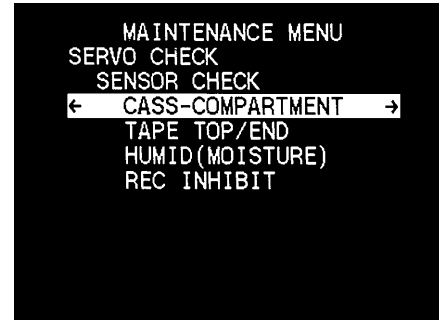 MAINTENANCE MENU
SERVO CHECK
SENSOR CHECK
← CASS-COMPARTMENT →
TAPE TOP/END
HUMID(MOISTURE)
REC INHIBIT